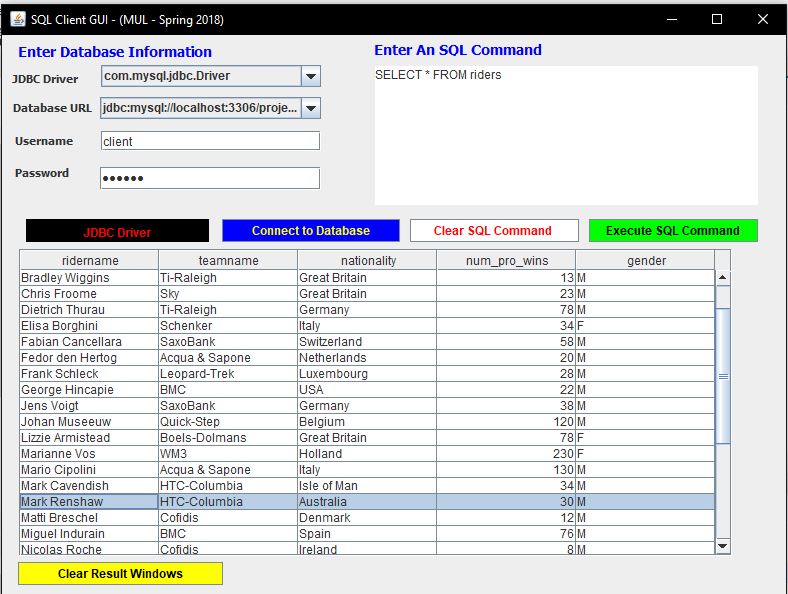 SQL Client GUI - (MUL - Spring 2018)
Enter Database Information
JDBC Driver com.mysql.jdbc.Driver
Database URL jdbc:mysql://localhost:3306/proje...
Username client
Password ●●●●●●
Enter An SQL Command
SELECT * FROM riders
JDBC Driver Connect to Database Clear SQL Command Execute SQL Command
ridername teamname nationality num_pro_wins gender
Bradley Wiggins Ti-Raleigh Great Britain 13 M
Chris Froome Sky Great Britain 23 M
Dietrich Thurau Ti-Raleigh Germany 78 M
Elisa Borghini Schenker Italy 34 F
Fabian Cancellara SaxoBank Switzerland 58 M
Fedor den Hertog Acqua & Sapone Netherlands 20 M
Frank Schleck Leopard-Trek Luxembourg 28 M
George Hincapie BMC USA 22 M
Jens Voigt SaxoBank Germany 38 M
Johan Museeuw Quick-Step Belgium 120 M
Lizzie Armistead Boels-Dolmans Great Britain 78 F
Marianne Vos WM3 Holland 230 F
Mario Cipolini Acqua & Sapone Italy 130 M
Mark Cavendish HTC-Columbia Isle of Man 34 M
Mark Renshaw HTC-Columbia Australia 30 M
Matti Breschel Cofidis Denmark 12 M
Miguel Indurain BMC Spain 76 M
Nicolas Roche Cofidis Ireland 8 M
Clear Result Windows